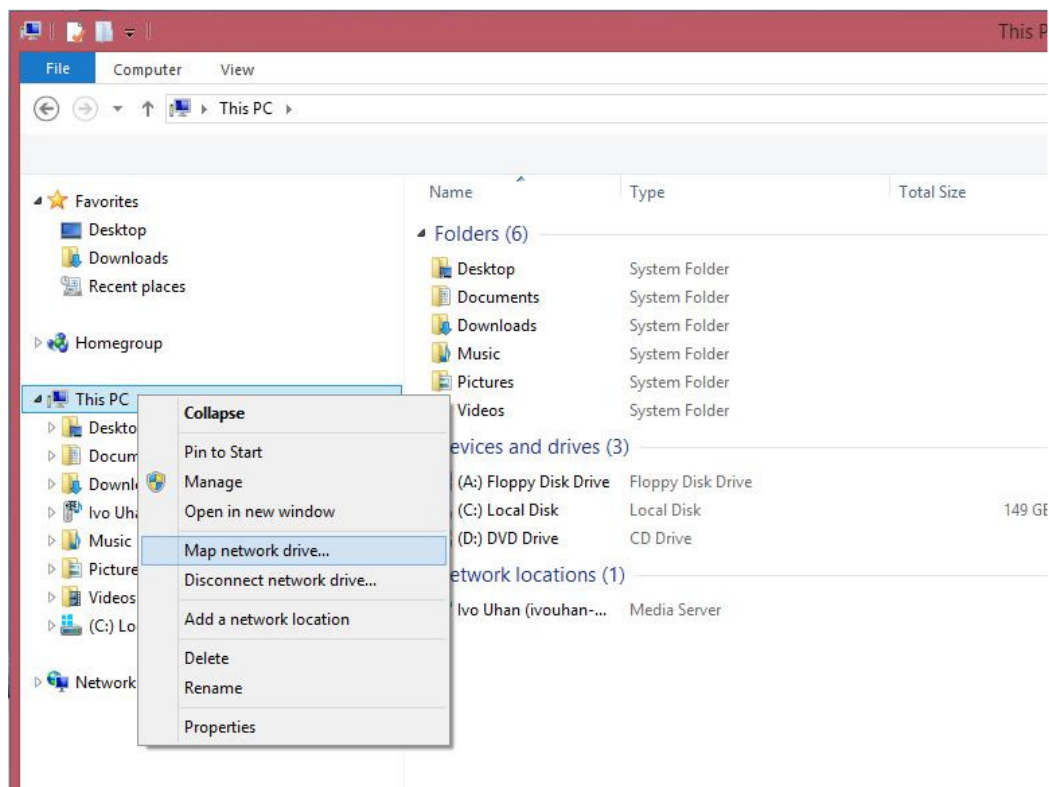 This P
File Computer View
This PC
Name Type Total Size
Favorites
Desktop
Downloads
Recent places
Homegroup
This PC
Deskto
Docum
Downl
Ivo Uha
Music
Picture
Videos
(C:) Lo
Network
Collapse
Pin to Start
Manage
Open in new window
Map network drive...
Disconnect network drive...
Add a network location
Delete
Rename
Properties
Folders (6)
Desktop System Folder
Documents System Folder
Downloads System Folder
Music System Folder
Pictures System Folder
Videos System Folder
evices and drives (3)
(A:) Floppy Disk Drive Floppy Disk Drive
(C:) Local Disk Local Disk 149 GB
(D:) DVD Drive CD Drive
etwork locations (1)
Ivo Uhan (ivouhan-... Media Server